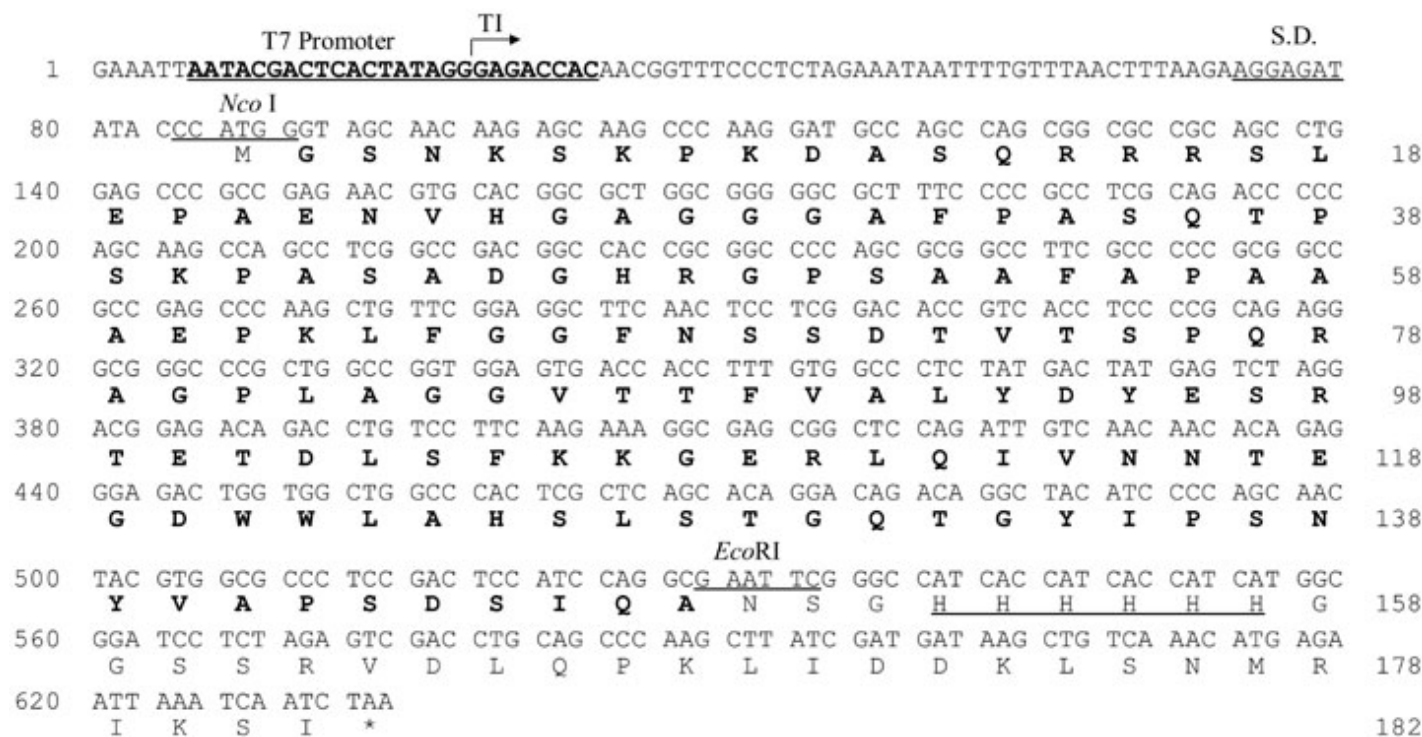 T7 Promoter TI S.D.
1 GAAATTAATACGACTCACTATAGGGAGACCACAACGGTTTCCCTCTAGAAATAATTTTGTTTAACTTTAAGAAGGAGAT
Nco I
80 ATA CCC ATG GGT AGC AAC AAG AGC AAG CCC AAG GAT GCC AGC CAG CGG CGC CGC AGC CTG
M G S N K S K P K D A S Q R R R S L 18
140 GAG CCC GCC GAG AAC GTG CAC GGC GCT GGC GGG GGC GCT TTC CCC GCC TCG CAG ACC CCC
E P A E N V H G A G G G A F P A S Q T P 38
200 AGC AAG CCA GCC TCG GCC GAC GGC CAC CGC GGC CCC AGC GCG GCC TTC GCC CCC GCG GCC
S K P A S A D G H R G P S A A F A P A A 58
260 GCC GAG CCC AAG CTG TTC GGA GGC TTC AAC TCC TCG GAC ACC GTC ACC TCC CCG CAG AGG
A E P K L F G G F N S S D T V T S P Q R 78
320 GCG GGC CCG CTG GCC GGT GGA GTG ACC ACC TTT GTG GCC CTC TAT GAC TAT GAG TCT AGG
A G P L A G G V T T F V A L Y D Y E S R 98
380 ACG GAG ACA GAC CTG TCC TTC AAG AAA GGC GAG CGG CTC CAG ATT GTC AAC AAC ACA GAG
T E T D L S F K K G E R L Q I V N N T E 118
440 GGA GAC TGG TGG CTG GCC CAC TCG CTC AGC ACA GGA CAG ACA GGC TAC ATC CCC AGC AAC
G D W W L A H S L S T G Q T G Y I P S N 138
EcoRI
500 TAC GTG GCG CCC TCC GAC TCC ATC CAG GCG AAT TCG GGC CAT CAC CAT CAC CAT CAT GGC
Y V A P S D S I Q A N S G H H H H H H G 158
560 GGA TCC TCT AGA GTC GAC CTG CAG CCC AAG CTT ATC GAT GAT AAG CTG TCA AAC ATG AGA
G S S R V D L Q P K L I D D K L S N M R 178
620 ATT AAA TCA ATC TAA
I K S I * 182